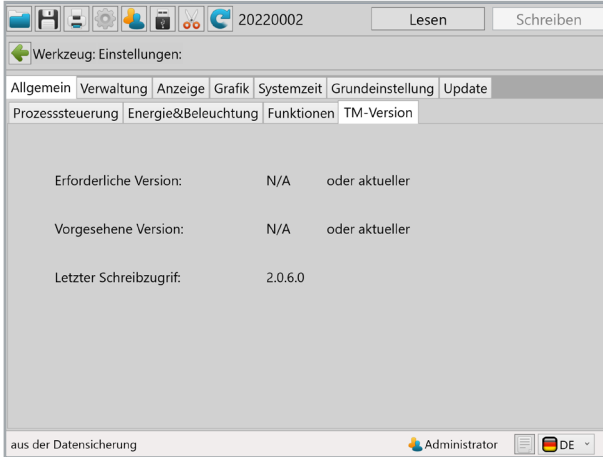 20220002 Lesen Schreiben
Werkzeug: Einstellungen:
Allgemein Verwaltung Anzeige Grafik Systemzeit Grundeinstellung Update
Prozesssteuerung Energie&Beleuchtung Funktionen TM-Version
Erforderliche Version: N/A oder aktueller
Vorgesehene Version: N/A oder aktueller
Letzter Schreibzugrif: 2.0.6.0
aus der Datensicherung Administrator DE